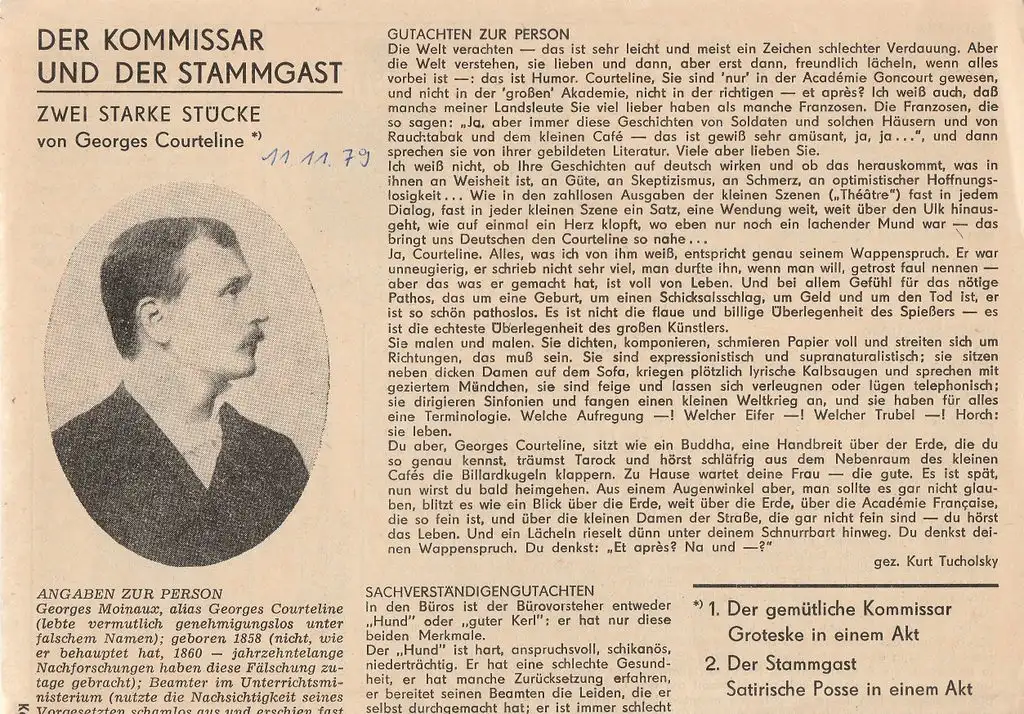 DER KOMMISSAR
UND DER STAMMGAST
ZWEI STARKE STÜCKE
von Georges Courteline *)
11.11.79
GUTACHTEN ZUR PERSON
Die Welt verachten — das ist sehr leicht und meist ein Zeichen schlechter Verdauung. Aber
die Welt verstehen, sie lieben und dann, aber erst dann, freundlich lächeln, wenn alles
vorbei ist —: das ist Humor. Courteline, Sie sind 'nur' in der Académie Goncourt gewesen,
und nicht in der 'großen' Akademie, nicht in der richtigen — et après? Ich weiß auch, daß
manche meiner Landsleute Sie viel lieber haben als manche Franzosen. Die Franzosen, die
so sagen: „Ja, aber immer diese Geschichten von Soldaten und solchen Häusern und von
Rauchtabak und dem kleinen Café — das ist gewiß sehr amüsant, ja, ja...", und dann
sprechen sie von ihrer gebildeten Literatur. Viele aber lieben Sie.
Ich weiß nicht, ob Ihre Geschichten auf deutsch wirken und ob das herauskommt, was in
ihnen an Weisheit ist, an Güte, an Skeptizismus, an Schmerz, an optimistischer Hoffnungs-
losigkeit... Wie in den zahllosen Ausgaben der kleinen Szenen („Théâtre") fast in jedem
Dialog, fast in jeder kleinen Szene ein Satz, eine Wendung weit, weit über den Ulk hinaus-
geht, wie auf einmal ein Herz klopft, wo eben nur noch ein lachender Mund war — das
bringt uns Deutschen den Courteline so nahe...
Ja, Courteline. Alles, was ich von ihm weiß, entspricht genau seinem Wappenspruch. Er war
unneugierig, er schrieb nicht sehr viel, man durfte ihn, wenn man will, getrost faul nennen —
aber das was er gemacht hat, ist voll von Leben. Und bei allem Gefühl für das nötige
Pathos, das um eine Geburt, um einen Schicksalsschlag, um Geld und um den Tod ist, er
ist so schön pathoslos. Es ist nicht die flaue und billige Überlegenheit des Spießers — es
ist die echteste Überlegenheit des großen Künstlers.
Sie malen und malen. Sie dichten, komponieren, schmieren Papier voll und streiten sich um
Richtungen, das muß sein. Sie sind expressionistisch und supranaturalistisch; sie sitzen
neben dicken Damen auf dem Sofa, kriegen plötzlich lyrische Kalbsaugen und sprechen mit
geziertem Mündchen, sie sind feige und lassen sich verleugnen oder lügen telephonisch;
sie dirigieren Sinfonien und fangen einen kleinen Weltkrieg an, und sie haben für alles
eine Terminologie. Welche Aufregung —! Welcher Eifer —! Welcher Trubel —! Horch:
sie leben.
Du aber, Georges Courteline, sitzt wie ein Buddha, eine Handbreit über der Erde, die du
so genau kennst, träumst Tarock und hörst schläfrig aus dem Nebenraum des kleinen
Cafés die Billardkugeln klappern. Zu Hause wartet deine Frau — die gute. Es ist spät,
nun wirst du bald heimgehen. Aus einem Augenwinkel aber, man sollte es gar nicht glau-
ben, blitzt es wie ein Blick über die Erde, weit über die Erde, über die Académie Française,
die so fein ist, und über die kleinen Damen der Straße, die gar nicht fein sind — du hörst
das Leben. Und ein Lächeln rieselt dünn unter deinem Schnurrbart hinweg. Du denkst dei-
nen Wappenspruch. Du denkst: „Et après? Na und —?"
gez. Kurt Tucholsky
ANGABEN ZUR PERSON
Georges Moinaux, alias Georges Courteline
(lebte vermutlich genehmigungslos unter
falschem Namen); geboren 1858 (nicht, wie
er behauptet hat, 1860 — jahrzehntelange
Nachforschungen haben diese Fälschung zu-
tage gebracht); Beamter im Unterrichtsmi-
nisterium (nutzte die Nachsichtigkeit seines
Vorgesetzten schamlos aus und erschien fast
SACHVERSTÄNDIGENGUTACHTEN
In den Büros ist der Bürovorsteher entweder
„Hund" oder „guter Kerl": er hat nur diese
beiden Merkmale.
Der „Hund" ist hart, anspruchsvoll, schikanös,
niederträchtig. Er hat eine schlechte Gesund-
heit, er hat manche Zurücksetzung erfahren,
er bereitet seinen Beamten die Leiden, die er
selbst durchgemacht hat; er ist immer schlecht
*) 1. Der gemütliche Kommissar
Groteske in einem Akt
2. Der Stammgast
Satirische Posse in einem Akt